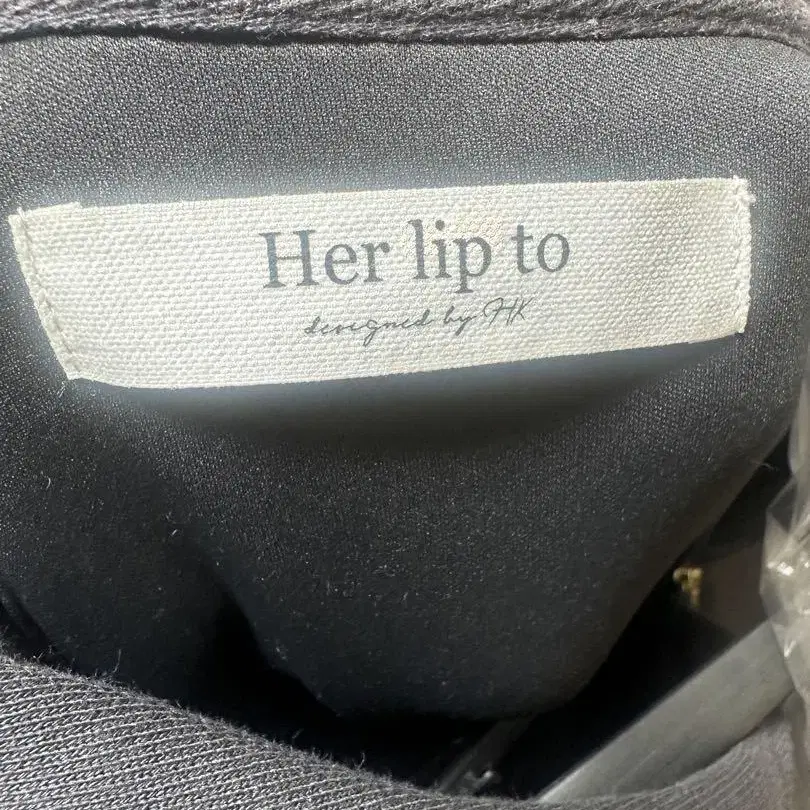 Her lip to
designed by HK